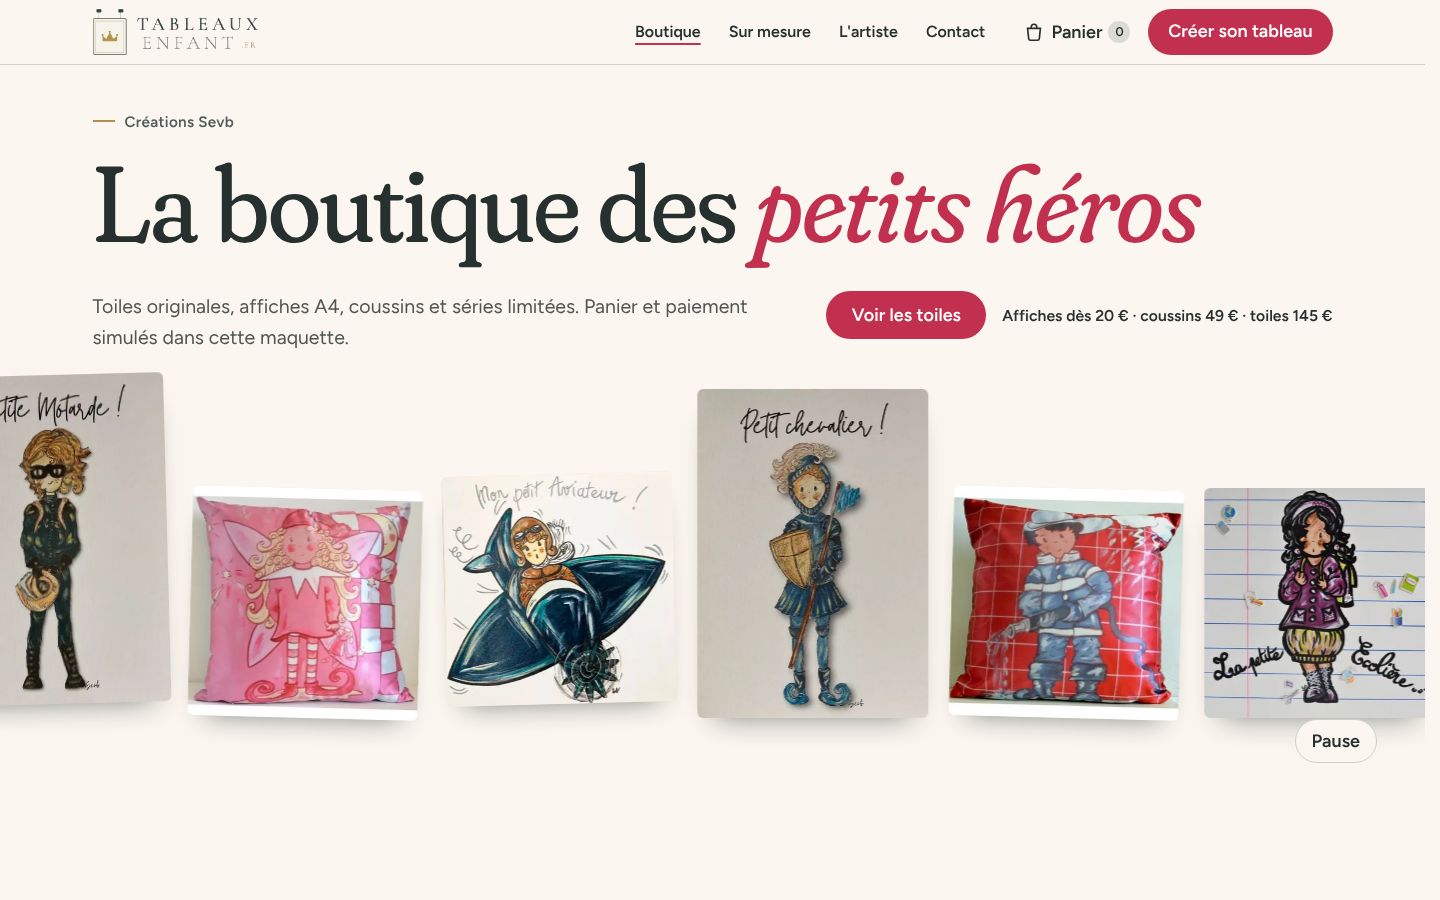 TABLEAUX
ENFANT .FR
Boutique
Sur mesure
L'artiste
Contact
Panier 0
Créer son tableau
Créations Sevb
La boutique des petits héros
Toiles originales, affiches A4, coussins et séries limitées. Panier et paiement
simulés dans cette maquette.
Voir les toiles
Affiches dès 20 € · coussins 49 € · toiles 145 €
Motarde !
Mon petit Aviateur !
Petit chevalier !
La petite
Ecolière...
Pause